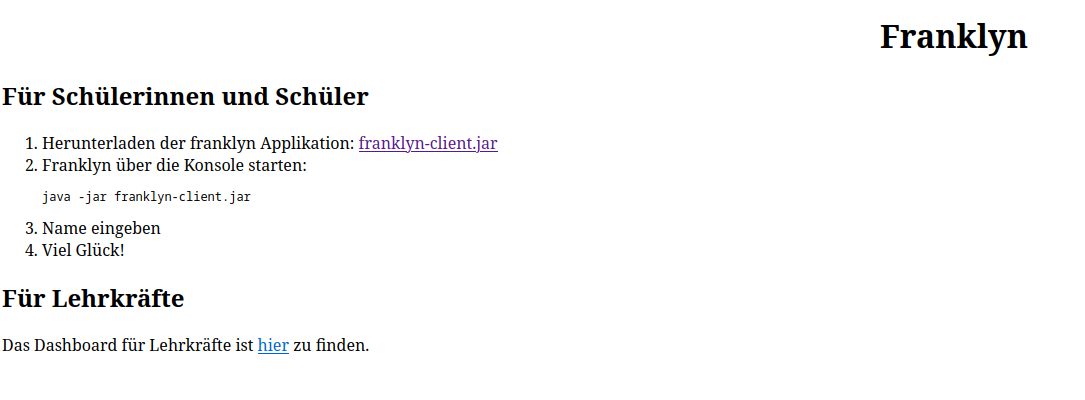 Franklyn
Für Schülerinnen und Schüler
1. Herunterladen der franklyn Applikation: franklyn-client.jar
2. Franklyn über die Konsole starten:
java -jar franklyn-client.jar
3. Name eingeben
4. Viel Glück!
Für Lehrkräfte
Das Dashboard für Lehrkräfte ist hier zu finden.